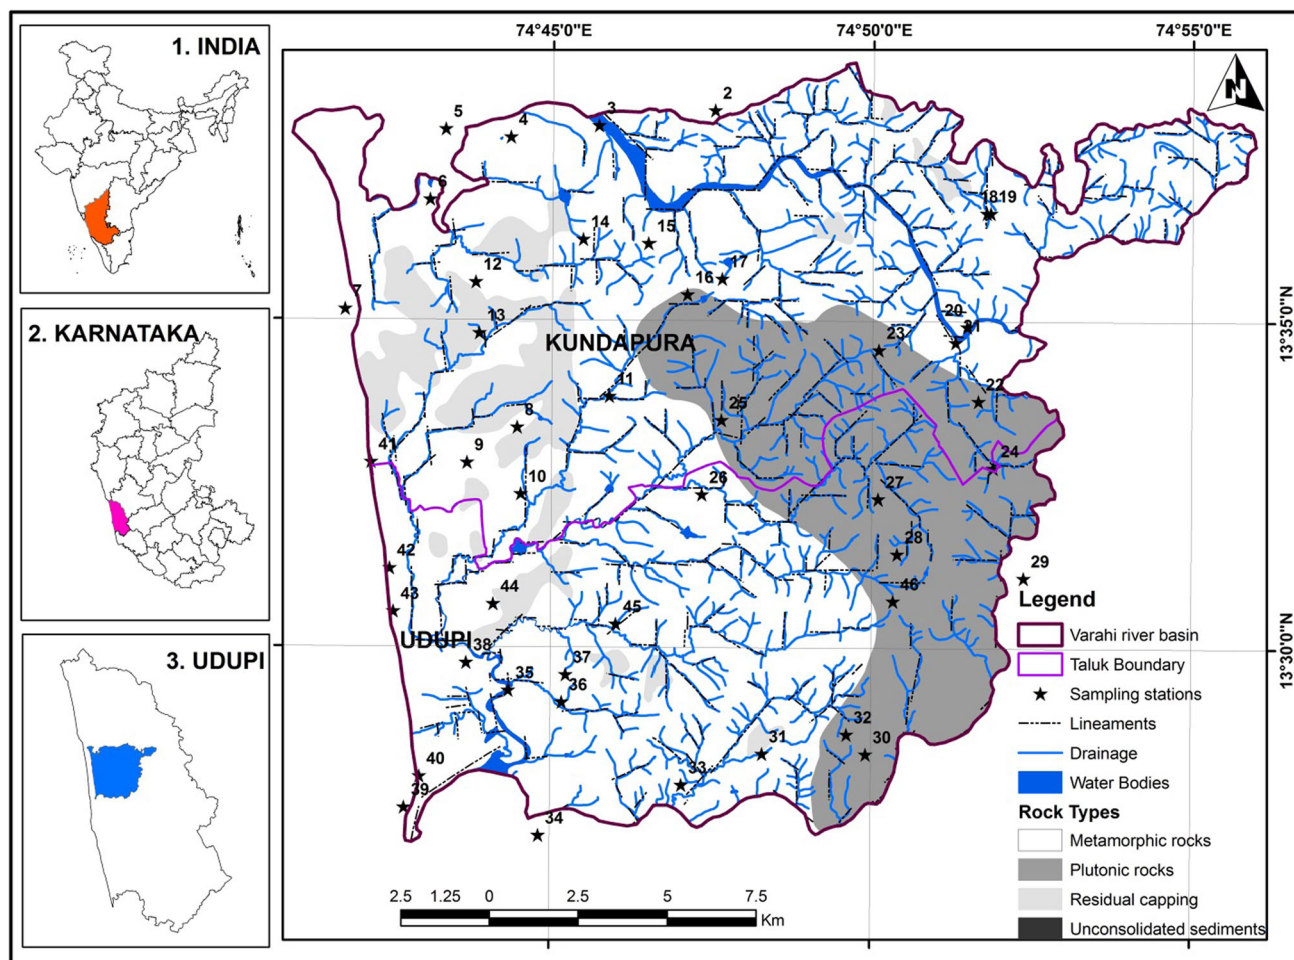 1. INDIA
2. KARNATAKA
3. UDUPI
74°45'0"E
74°50'0"E
74°55'0"E
N
2
3
4
5
6
1819
14
15
17
16
12
7
13
20
21
23
KUNDAPURA
22
11
25
8
41
9
24
10
26
27
28
42
29
46
44
43
45
UDUPI
38
37
35
36
32
30
31
40
33
39
34
13°35'0"N
13°30'0"N
Legend
Varahi river basin
Taluk Boundary
Sampling stations
Lineaments
Drainage
Water Bodies
Rock Types
Metamorphic rocks
Plutonic rocks
Residual capping
Unconsolidated sediments
2.5 1.25 0 2.5 5 7.5
Km